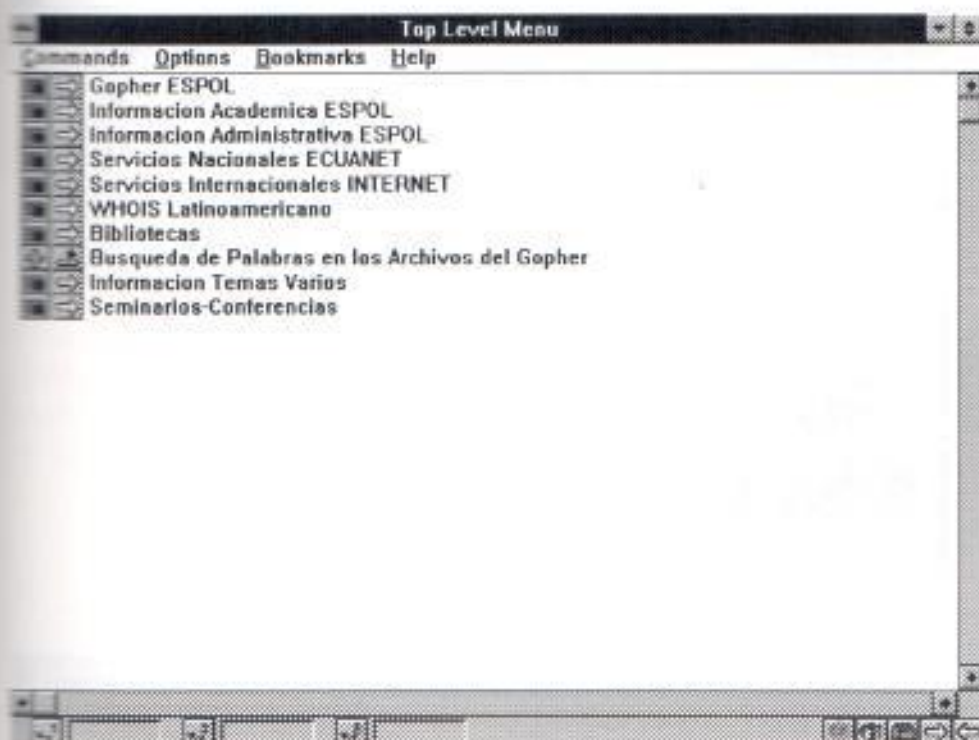 Top Level Menu
Commands Options Bookmarks Help
Gopher ESPOL
Informacion Academica ESPOL
Informacion Administrativa ESPOL
Servicios Nacionales ECUANET
Servicios Internacionales INTERNET
WHOIS Latinoamericano
Bibliotecas
Busqueda de Palabras en los Archivos del Gopher
Informacion Temas Varios
Seminarios-Conferencias